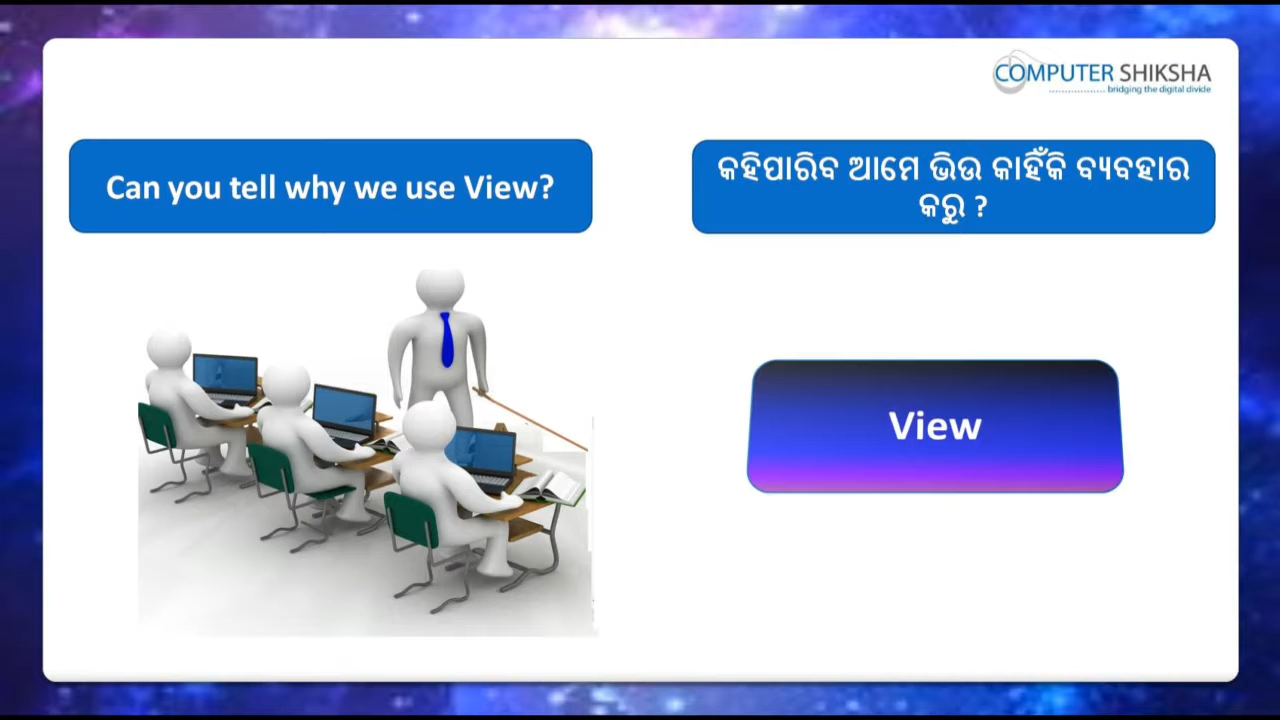 COMPUTER SHIKSHA
bridging the digital divide
Can you tell why we use View?
କହିପାରିବ ଆମେ ଭିଉ କାହିଁକି ବ୍ୟବହାର
କରୁ ?
View